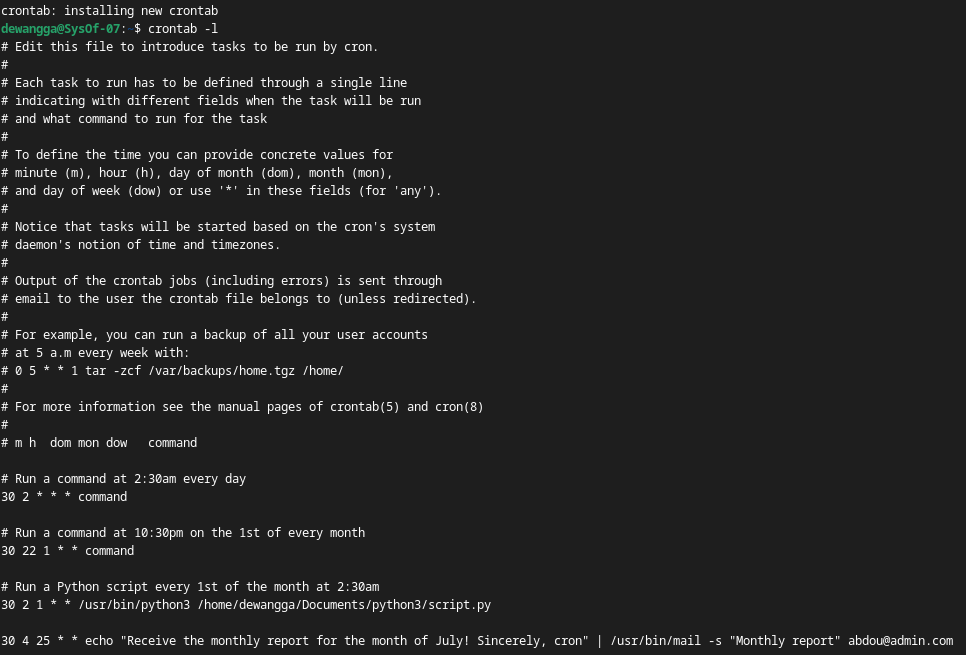 crontab: installing new crontab
dewangga@SysOf-07:~$ crontab -l
# Edit this file to introduce tasks to be run by cron.
#
# Each task to run has to be defined through a single line
# indicating with different fields when the task will be run
# and what command to run for the task
#
# To define the time you can provide concrete values for
# minute (m), hour (h), day of month (dom), month (mon),
# and day of week (dow) or use '*' in these fields (for 'any').
#
# Notice that tasks will be started based on the cron's system
# daemon's notion of time and timezones.
#
# Output of the crontab jobs (including errors) is sent through
# email to the user the crontab file belongs to (unless redirected).
#
# For example, you can run a backup of all your user accounts
# at 5 a.m every week with:
# 0 5 * * 1 tar -zcf /var/backups/home.tgz /home/
#
# For more information see the manual pages of crontab(5) and cron(8)
#
# m h  dom mon dow   command

# Run a command at 2:30am every day
30 2 * * * command

# Run a command at 10:30pm on the 1st of every month
30 22 1 * * command

# Run a Python script every 1st of the month at 2:30am
30 2 1 * * /usr/bin/python3 /home/dewangga/Documents/python3/script.py

30 4 25 * * echo "Receive the monthly report for the month of July! Sincerely, cron" | /usr/bin/mail -s "Monthly report" abdou@admin.com